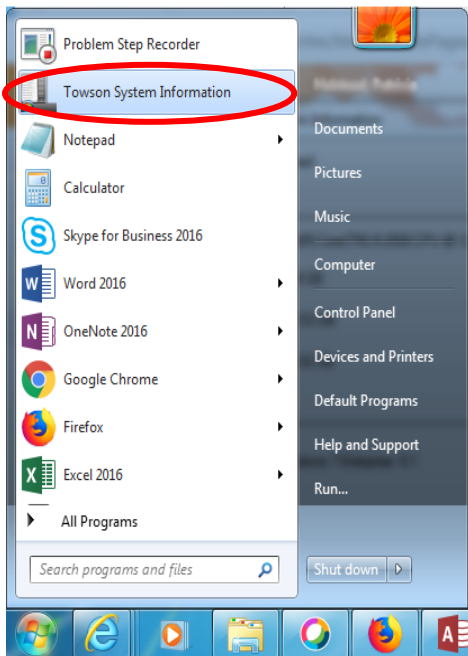 Problem Step Recorder
Towson System Information
Notepad
Calculator
Skype for Business 2016
Word 2016
OneNote 2016
Google Chrome
Firefox
Excel 2016
All Programs
Search programs and files
Documents
Pictures
Music
Computer
Control Panel
Devices and Printers
Default Programs
Help and Support
Run...
Shut down